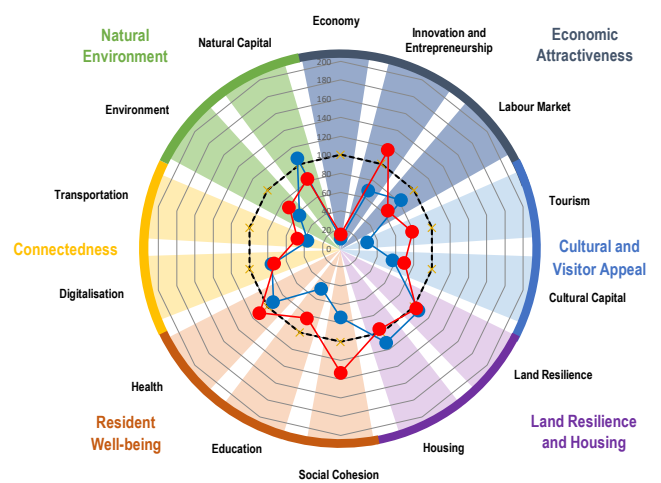 Economy
Innovation and
Entrepreneurship
Economic
Attractiveness
Labour Market
Tourism
Cultural and
Visitor Appeal
Cultural Capital
Land Resilience
Land Resilience
and Housing
Housing
Social Cohesion
Education
Resident
Well-being
Health
Digitalisation
Connectedness
Transportation
Environment
Natural
Environment
Natural Capital
200
180
160
140
120
100
80
60
40
20
0